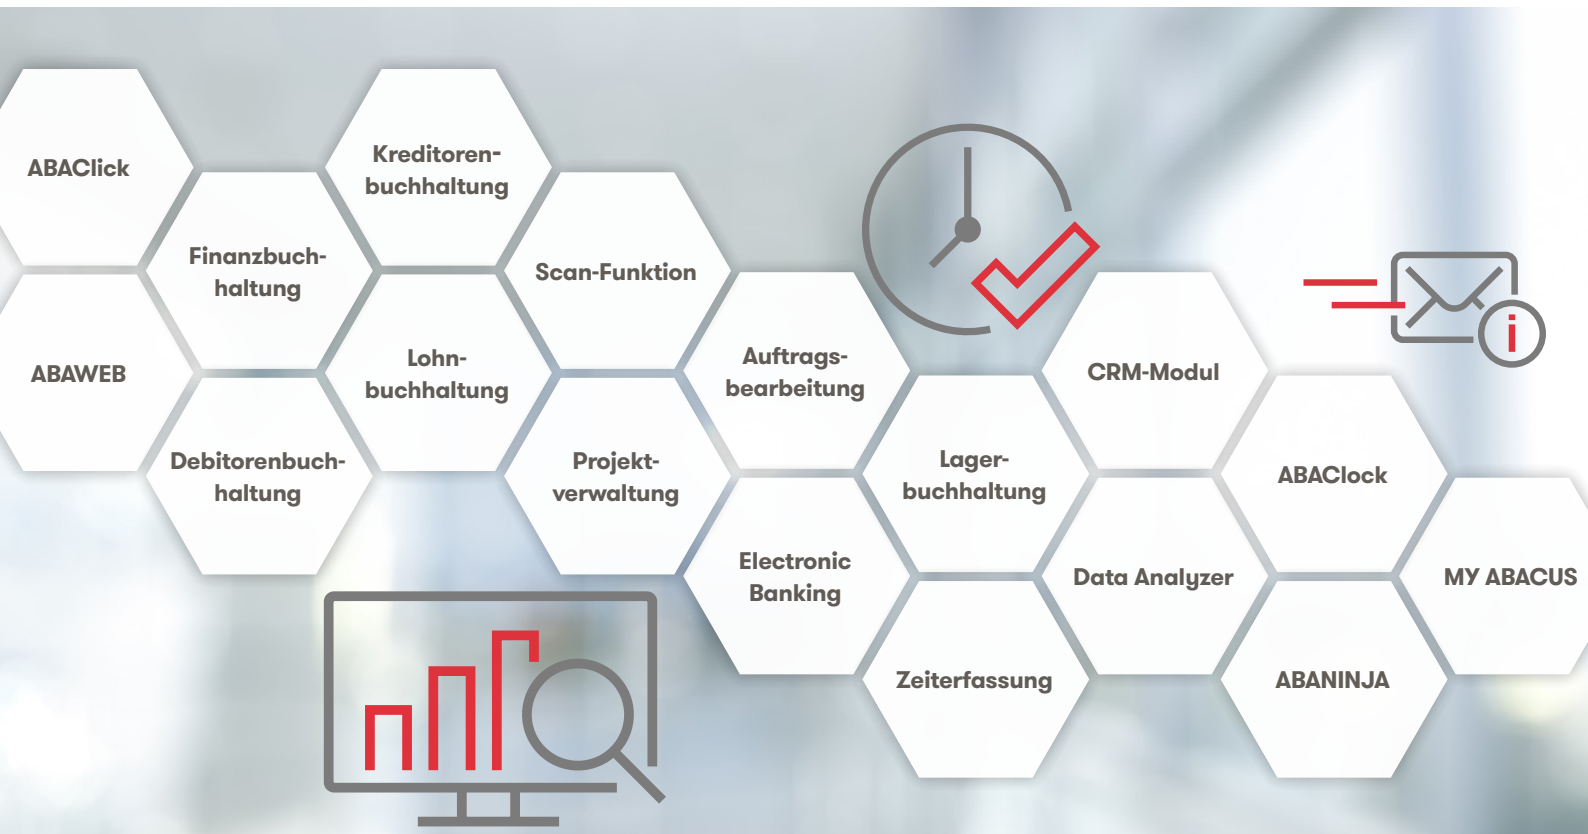 ABAClick
ABAWEB
Finanzbuch-
haltung
Debitorenbuch-
haltung
Kreditoren-
buchhaltung
Lohn-
buchhaltung
Scan-Funktion
Projekt-
verwaltung
Auftrags-
bearbeitung
Electronic
Banking
Lager-
buchhaltung
Zeiterfassung
CRM-Modul
Data Analyzer
ABAClock
ABANINJA
MY ABACUS
i